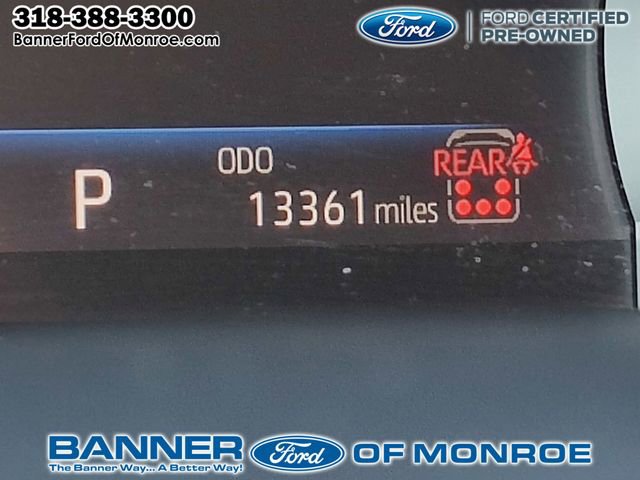 318-388-3300
BannerFordOfMonroe.com
Ford
FORD CERTIFIED
PRE-OWNED
ODO
P
13361 miles
REAR
BANNER Ford OF MONROE
The Banner Way... A Better Way!